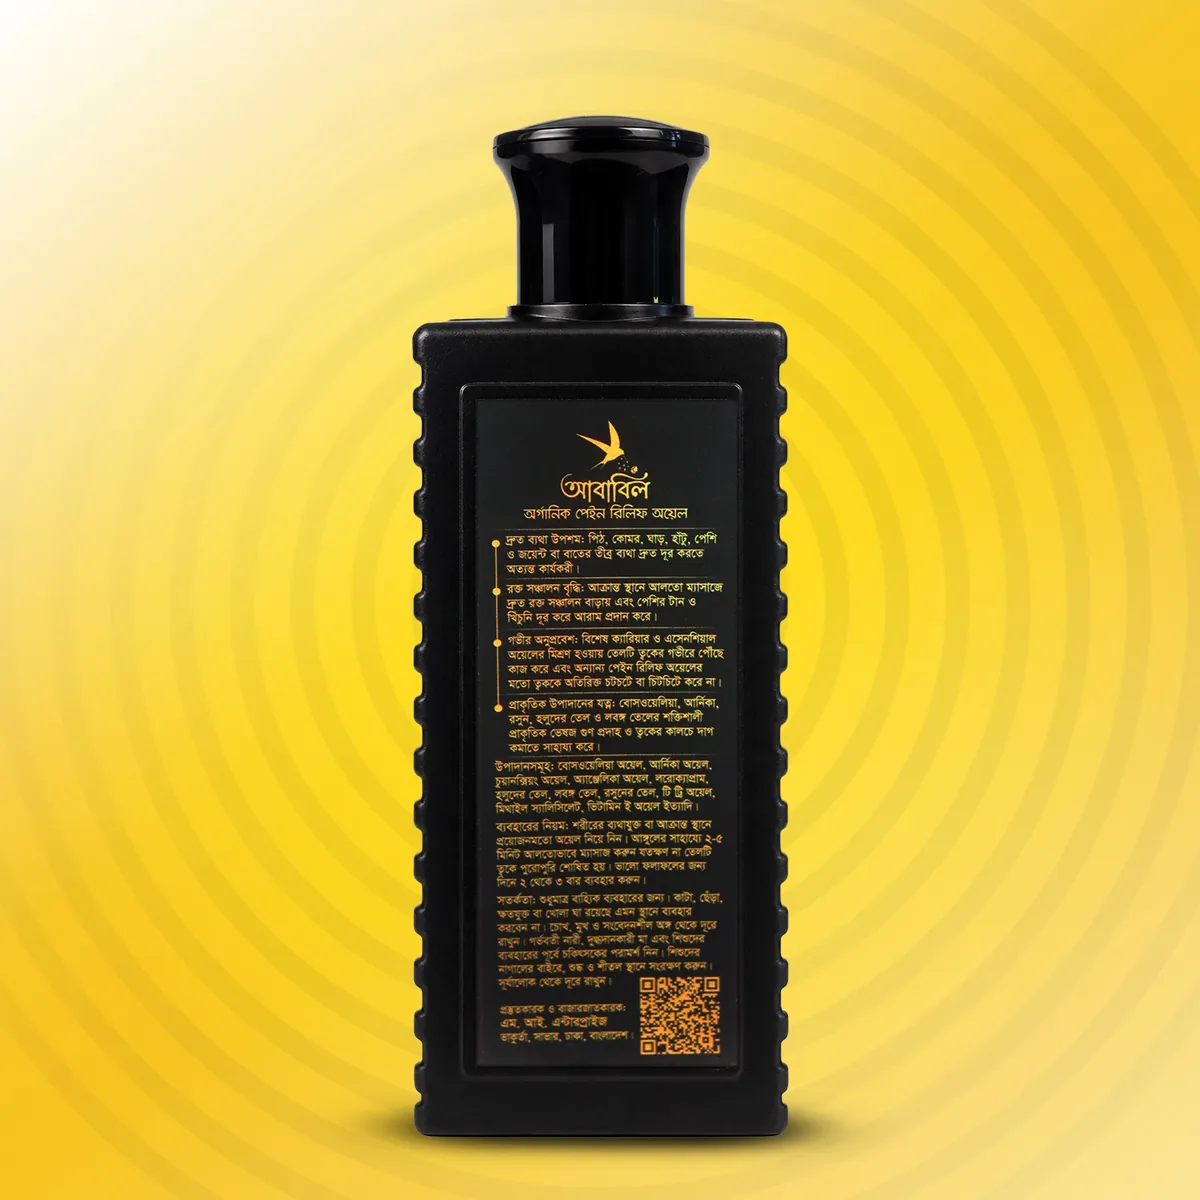 আবাবিল
অর্গানিক পেইন রিলিফ অয়েল
দ্রুত ব্যথা উপশম: পিঠ, কোমর, ঘাড়, হাঁটু, পেশি
ও জয়েন্ট বা বাতের তীব্র ব্যথা দ্রুত দূর করতে
অত্যন্ত কার্যকরী।
রক্ত সঞ্চালন বৃদ্ধি: আক্রান্ত স্থানে আলতো ম্যাসাজে
দ্রুত রক্ত সঞ্চালন বাড়ায় এবং পেশির টান ও
খিঁচুনি দূর করে আরাম প্রদান করে।
গভীর অনুপ্রবেশ: বিশেষ ক্যারিয়ার ও এসেনশিয়াল
অয়েলের মিশ্রণ হওয়ায় তেলটি ত্বকের গভীরে পৌঁছে
কাজ করে এবং অন্যান্য পেইন রিলিফ অয়েলের
মতো ত্বককে অতিরিক্ত চটচটে বা চিটচিটে করে না।
প্রাকৃতিক উপাদানের যত্ন: বোসওয়েলিয়া, আর্নিকা,
রসুন, হলুদের তেল ও লবঙ্গ তেলের শক্তিশালী
প্রাকৃতিক ভেষজ গুণ প্রদাহ ও ত্বকের কালচে দাগ
কমাতে সাহায্য করে।
উপাদানসমূহ: বোসওয়েলিয়া অয়েল, আর্নিকা অয়েল,
চুয়ানক্সিয়ং অয়েল, অ্যাঞ্জেলিকা অয়েল, লরোক্যাপ্রাম,
হলুদের তেল, লবঙ্গ তেল, রসুনের তেল, টি ট্রি অয়েল,
মিথাইল স্যালিসিলেট, ভিটামিন ই অয়েল ইত্যাদি।
ব্যবহারের নিয়ম: শরীরের ব্যথাযুক্ত বা আক্রান্ত স্থানে
প্রয়োজনমতো অয়েল নিয়ে নিন। আঙ্গুলের সাহায্যে ২-৫
মিনিট আলতোভাবে ম্যাসাজ করুন যতক্ষণ না তেলটি
ত্বকে পুরোপুরি শোষিত হয়। ভালো ফলাফলের জন্য
দিনে ২ থেকে ৩ বার ব্যবহার করুন।
সতর্কতা: শুধুমাত্র বাহ্যিক ব্যবহারের জন্য। কাটা, ছেঁড়া,
ক্ষতযুক্ত বা খোলা ঘা রয়েছে এমন স্থানে ব্যবহার
করবেন না। চোখ, মুখ ও সংবেদনশীল অঙ্গ থেকে দূরে
রাখুন। গর্ভবতী নারী, দুগ্ধদানকারী মা এবং শিশুদের
ব্যবহারের পূর্বে চিকিৎসকের পরামর্শ নিন। শিশুদের
নাগালের বাইরে, শুষ্ক ও শীতল স্থানে সংরক্ষণ করুন।
সূর্যালোক থেকে দূরে রাখুন।
প্রস্তুতকারক ও বাজারজাতকারক:
এম. আই. এন্টারপ্রাইজ
ভাকুর্তা, সাভার, ঢাকা, বাংলাদেশ।